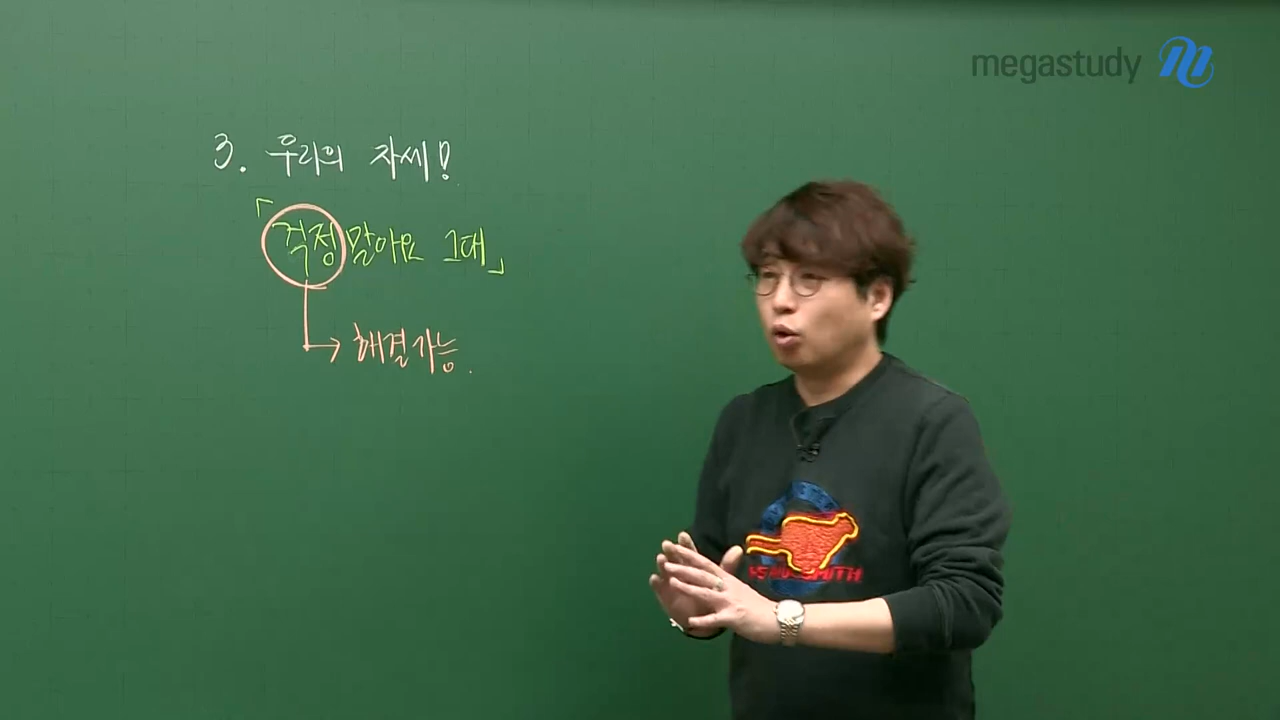 megastudy
3. 우리의 자세!
「걱정말아요 그대」
해결가능.